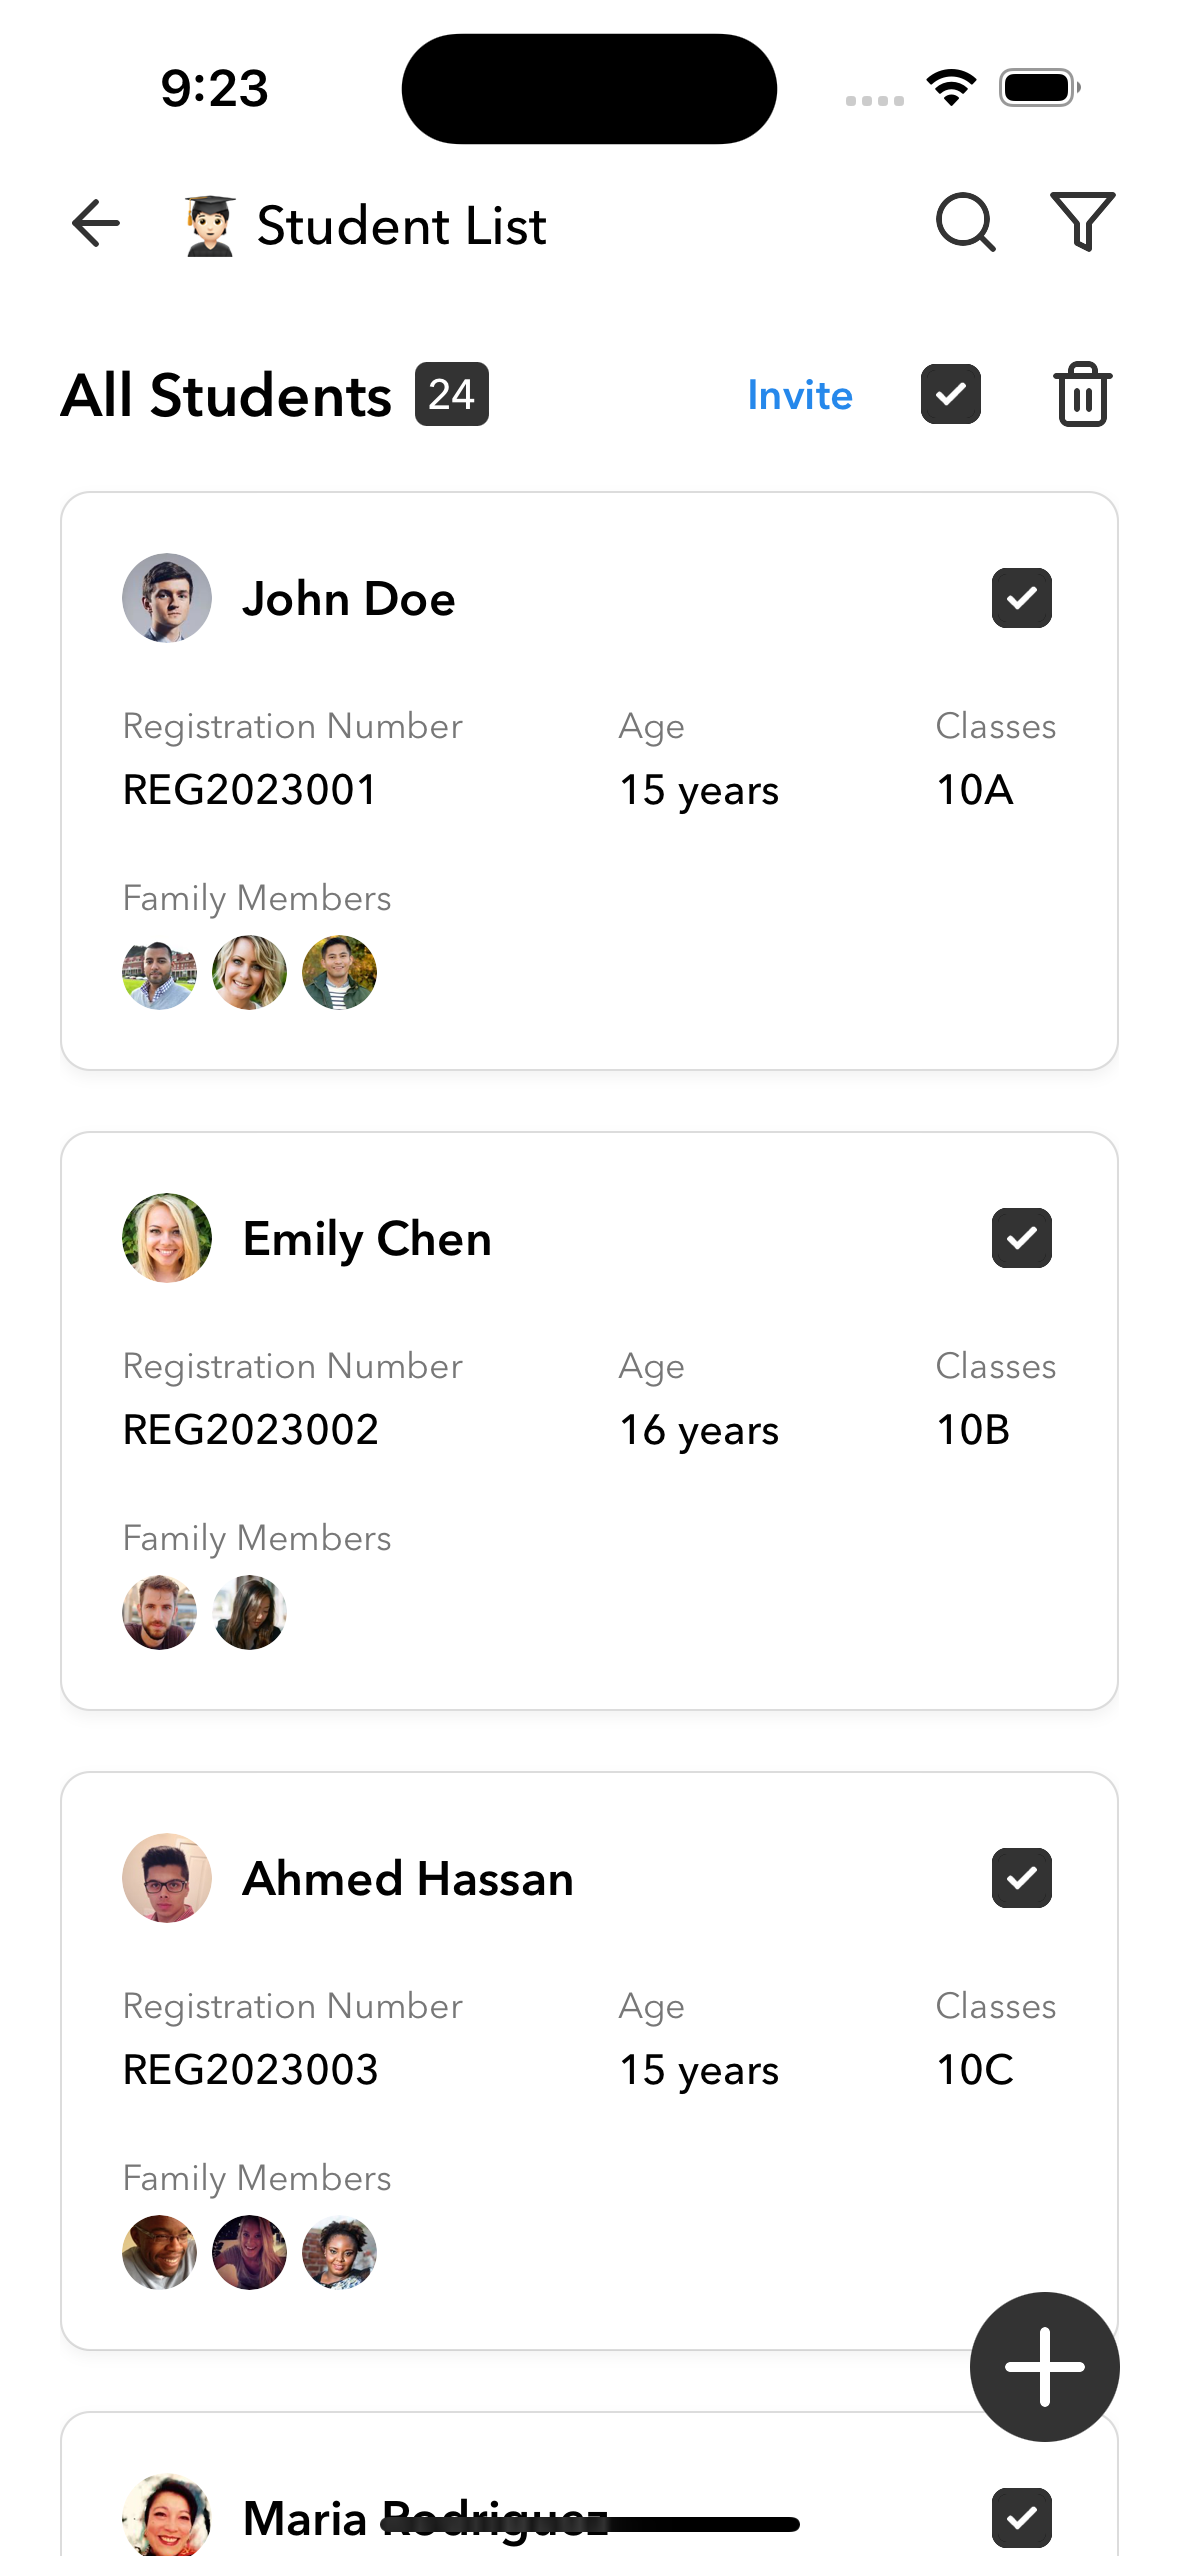 9:23
Student List
All Students 24 Invite
John Doe
Registration Number Age Classes
REG2023001 15 years 10A
Family Members
Emily Chen
Registration Number Age Classes
REG2023002 16 years 10B
Family Members
Ahmed Hassan
Registration Number Age Classes
REG2023003 15 years 10C
Family Members
Maria Rodriguez